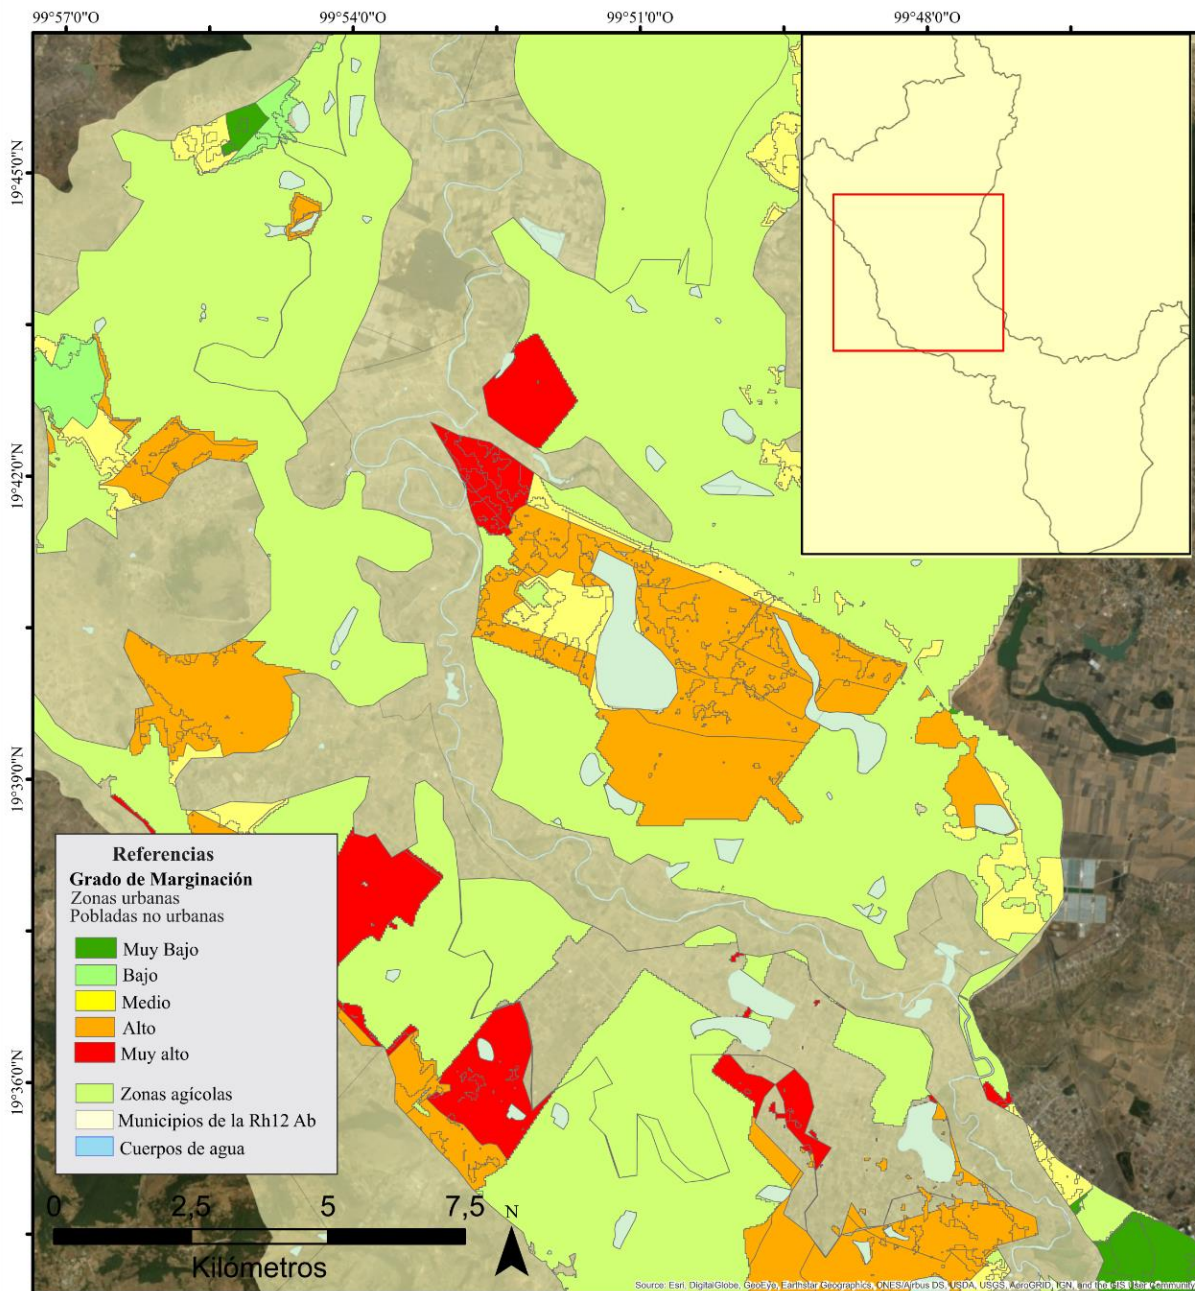 99°57'0"O 99°54'0"O 99°51'0"O 99°48'0"O
19°45'0"N
19°42'0"N
19°39'0"N
19°36'0"N
Referencias
Grado de Marginación
Zonas urbanas
Pobladas no urbanas
Muy Bajo
Bajo
Medio
Alto
Muy alto
Zonas agícolas
Municipios de la Rh12 Ab
Cuerpos de agua
0 2,5 5 7,5
Kilómetros
N
Source: Esri, DigitalGlobe, GeoEye, Earthstar Geographics, CNES/Airbus DS, USDA, USGS, AeroGRID, IGN, and the GIS User Community